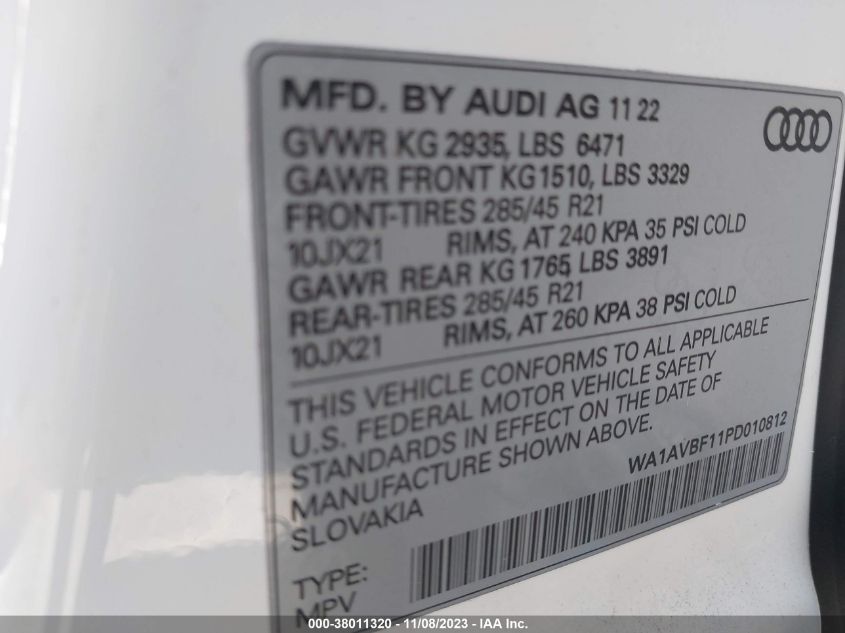 MFD. BY AUDI AG 11 22
GVWR KG 2935, LBS 6471
GAWR FRONT KG1510, LBS 3329
FRONT-TIRES 285/45 R21
10JX21 RIMS, AT 240 KPA 35 PSI COLD
GAWR REAR KG 1765, LBS 3891
REAR-TIRES 285/45 R21
10JX21 RIMS, AT 260 KPA 38 PSI COLD
THIS VEHICLE CONFORMS TO ALL APPLICABLE
U.S. FEDERAL MOTOR VEHICLE SAFETY
STANDARDS IN EFFECT ON THE DATE OF
MANUFACTURE SHOWN ABOVE.
SLOVAKIA
WA1AVBF11PD010812
TYPE:
MPV
000-38011320 - 11/08/2023 - IAA Inc.